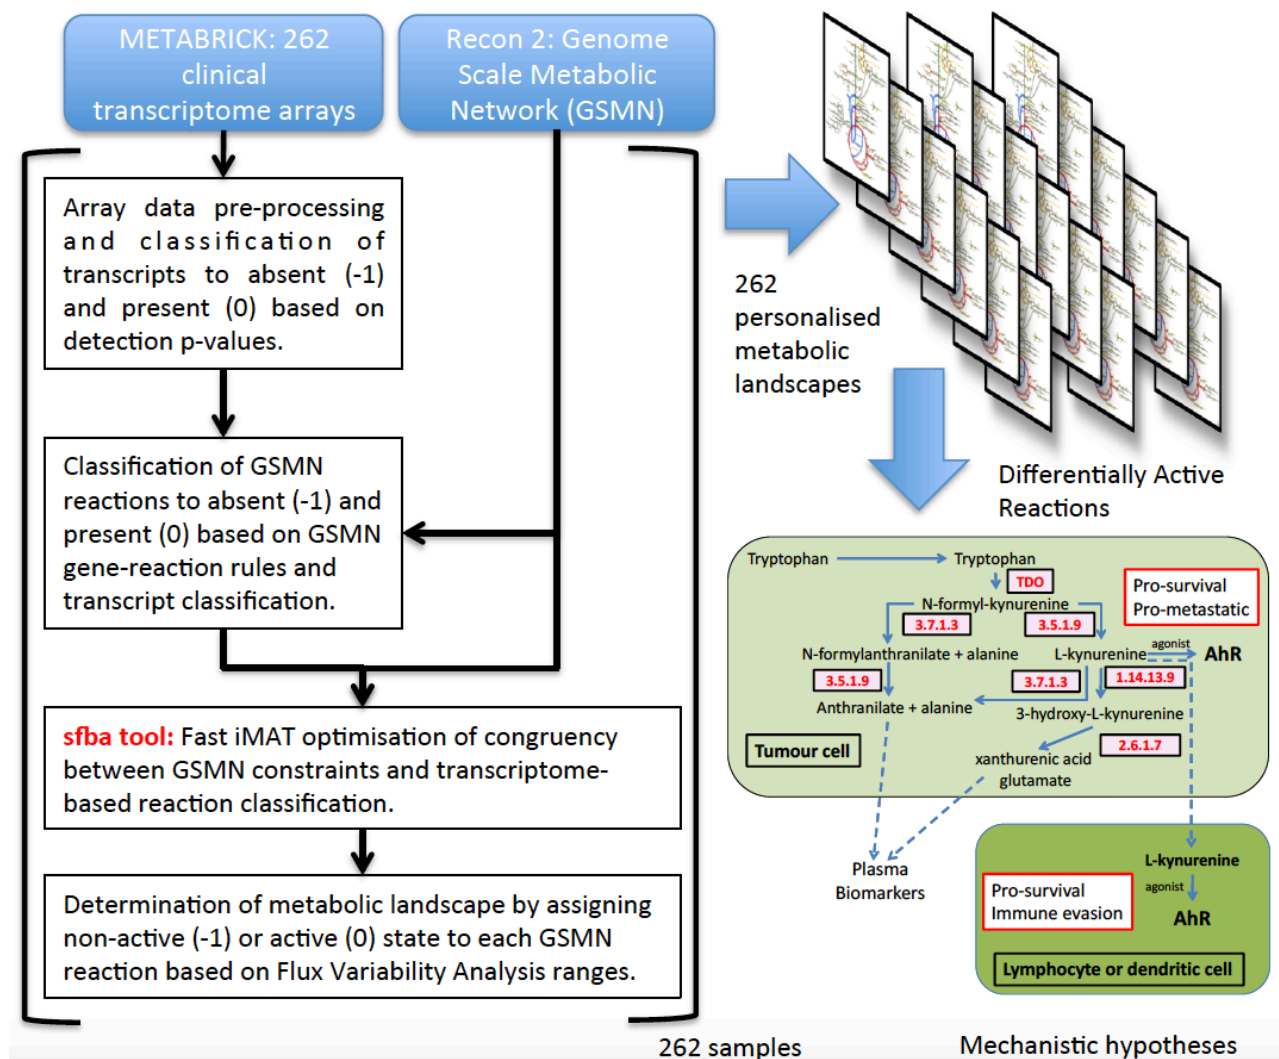 METABRICK: 262
clinical
transcriptome arrays
Recon 2: Genome
Scale Metabolic
Network (GSMN)
Array data pre-processing
and classification of
transcripts to absent (-1)
and present (0) based on
detection p-values.
Classification of GSMN
reactions to absent (-1) and
present (0) based on GSMN
gene-reaction rules and
transcript classification.
sfba tool: Fast iMAT optimisation of congruency
between GSMN constraints and transcriptome-
based reaction classification.
Determination of metabolic landscape by assigning
non-active (-1) or active (0) state to each GSMN
reaction based on Flux Variability Analysis ranges.
262 samples
262
personalised
metabolic
landscapes
Differentially Active
Reactions
Tryptophan
Tryptophan
TDO
Pro-survival
Pro-metastatic
N-formyl-kynurenine
3.7.1.3
3.5.1.9
N-formylanthranilate + alanine
L-kynurenine
agonist
AhR
3.5.1.9
3.7.1.3
1.14.13.9
Anthranilate + alanine
3-hydroxy-L-kynurenine
2.6.1.7
Tumour cell
xanthurenic acid
glutamate
Plasma
Biomarkers
L-kynurenine
agonist
AhR
Pro-survival
Immune evasion
Lymphocyte or dendritic cell
Mechanistic hypotheses